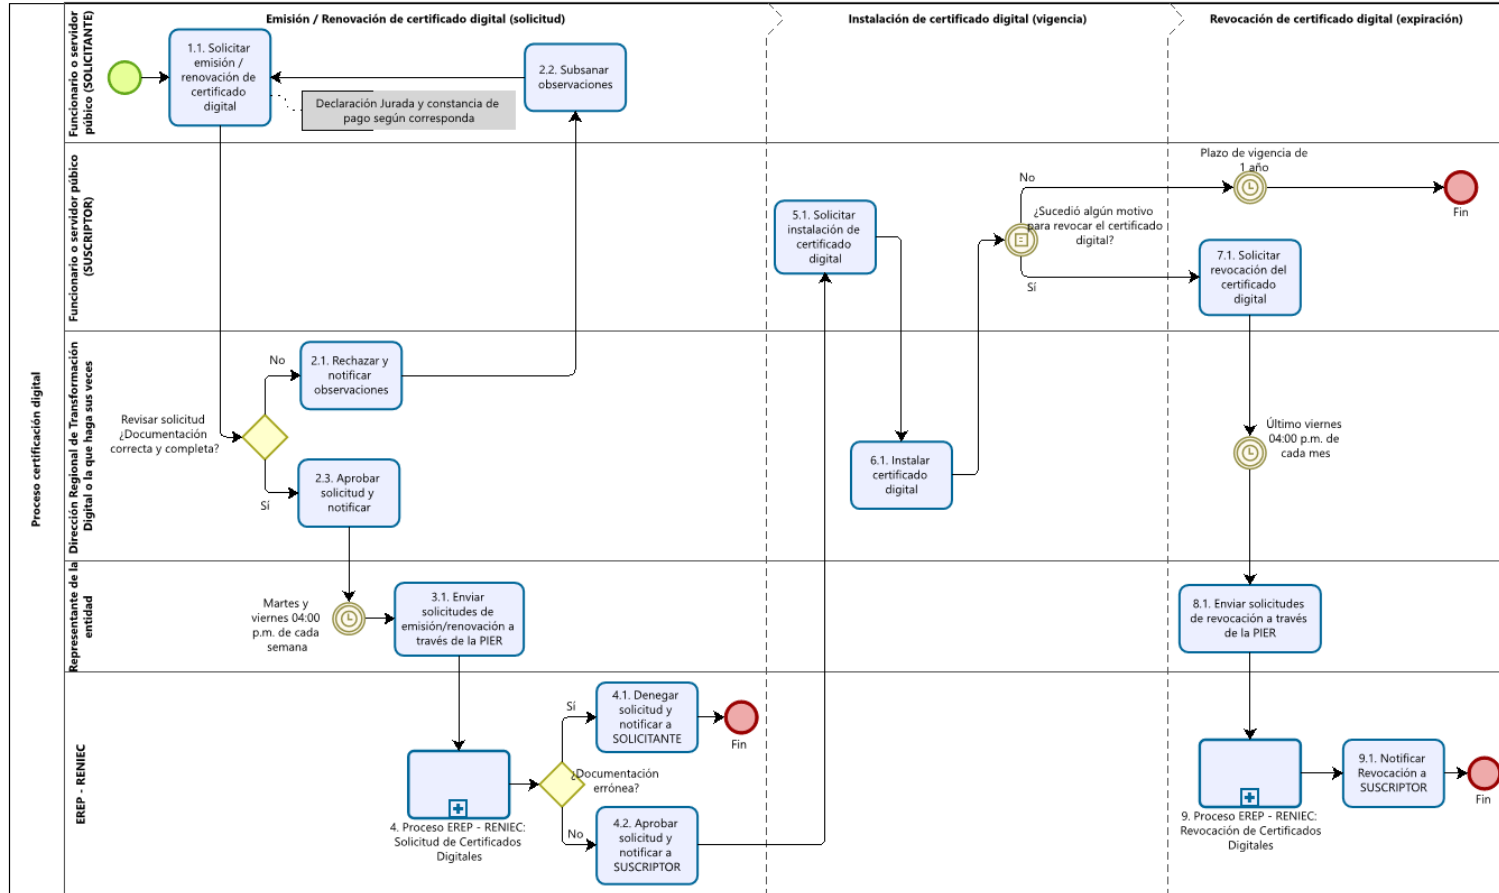 Emisión / Renovación de certificado digital (solicitud)
Instalación de certificado digital (vigencia)
Revocación de certificado digital (expiración)
Proceso certificación digital
Funcionario o servidor
púbico (SOLICITANTE)
1.1. Solicitar
emisión /
renovación de
certificado
digital
2.2. Subsanar
observaciones
Declaración Jurada y constancia de
pago según corresponda
Funcionario o servidor púbico
(SUSCRIPTOR)
5.1. Solicitar
instalación de
certificado
digital
No
¿Sucedió algún motivo
para revocar el certificado
digital?
Sí
Plazo de vigencia de
1 año
Fin
7.1. Solicitar
revocación del
certificado
digital
Dirección Regional de Transformación
Digital o la que haga sus veces
No
2.1. Rechazar y
notificar
observaciones
Revisar solicitud
¿Documentación
correcta y completa?
Sí
2.3. Aprobar
solicitud y
notificar
6.1. Instalar
certificado
digital
Último viernes
04:00 p.m. de
cada mes
Representante de la
entidad
Martes y
viernes 04:00
p.m. de cada
semana
3.1. Enviar
solicitudes de
emisión/renovación a
través de la PIER
8.1. Enviar solicitudes
de revocación a través
de la PIER
EREP - RENIEC
4. Proceso EREP - RENIEC:
Solicitud de Certificados
Digitales
¿Documentación
errónea?
Sí
4.1. Denegar
solicitud y
notificar a
SOLICITANTE
Fin
No
4.2. Aprobar
solicitud y
notificar a
SUSCRIPTOR
9. Proceso EREP - RENIEC:
Revocación de Certificados
Digitales
9.1. Notificar
Revocación a
SUSCRIPTOR
Fin